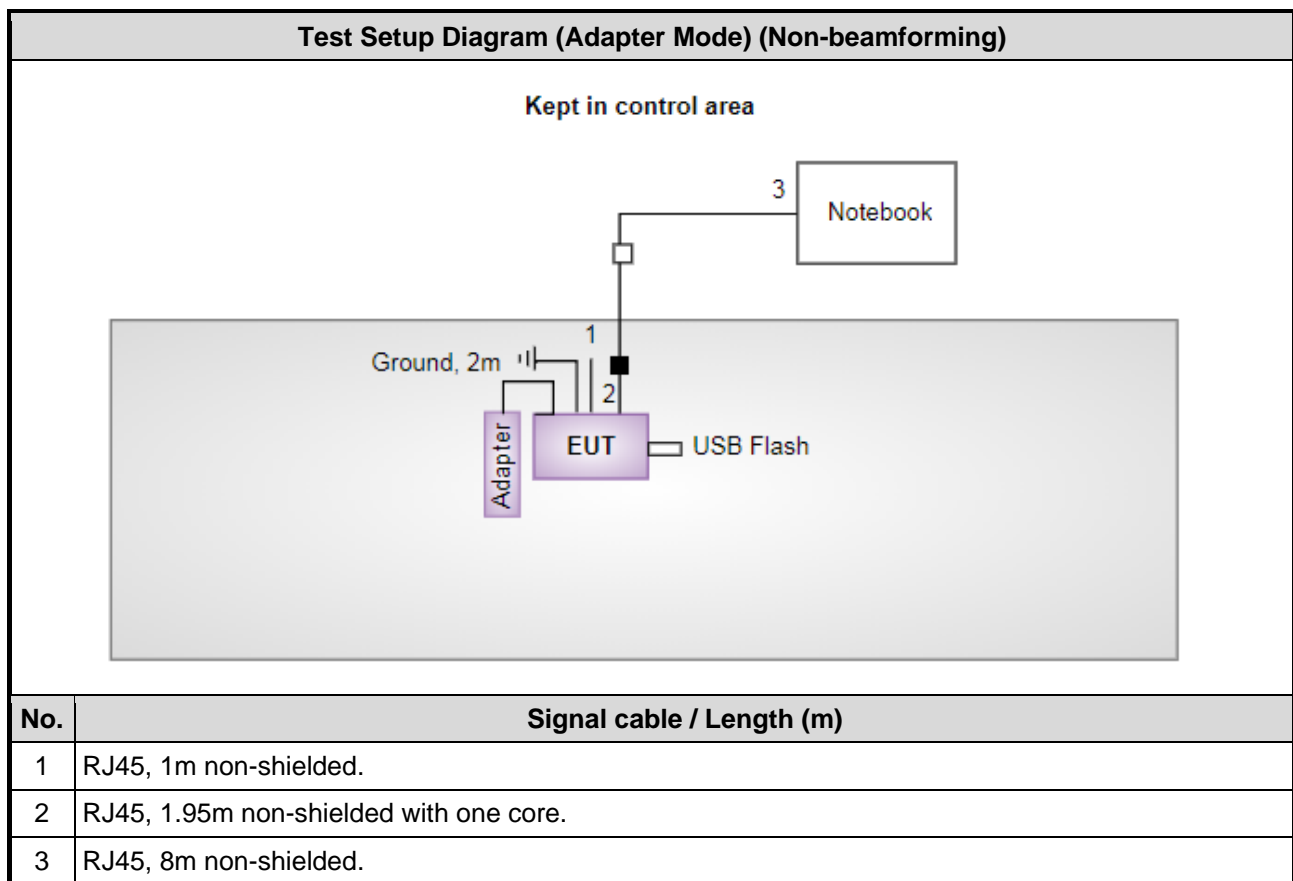 Test Setup Diagram (Adapter Mode) (Non-beamforming)
Kept in control area
3
Notebook
1
Ground, 2m
2
Adapter
EUT
USB Flash
No.
Signal cable / Length (m)
1
RJ45, 1m non-shielded.
2
RJ45, 1.95m non-shielded with one core.
3
RJ45, 8m non-shielded.